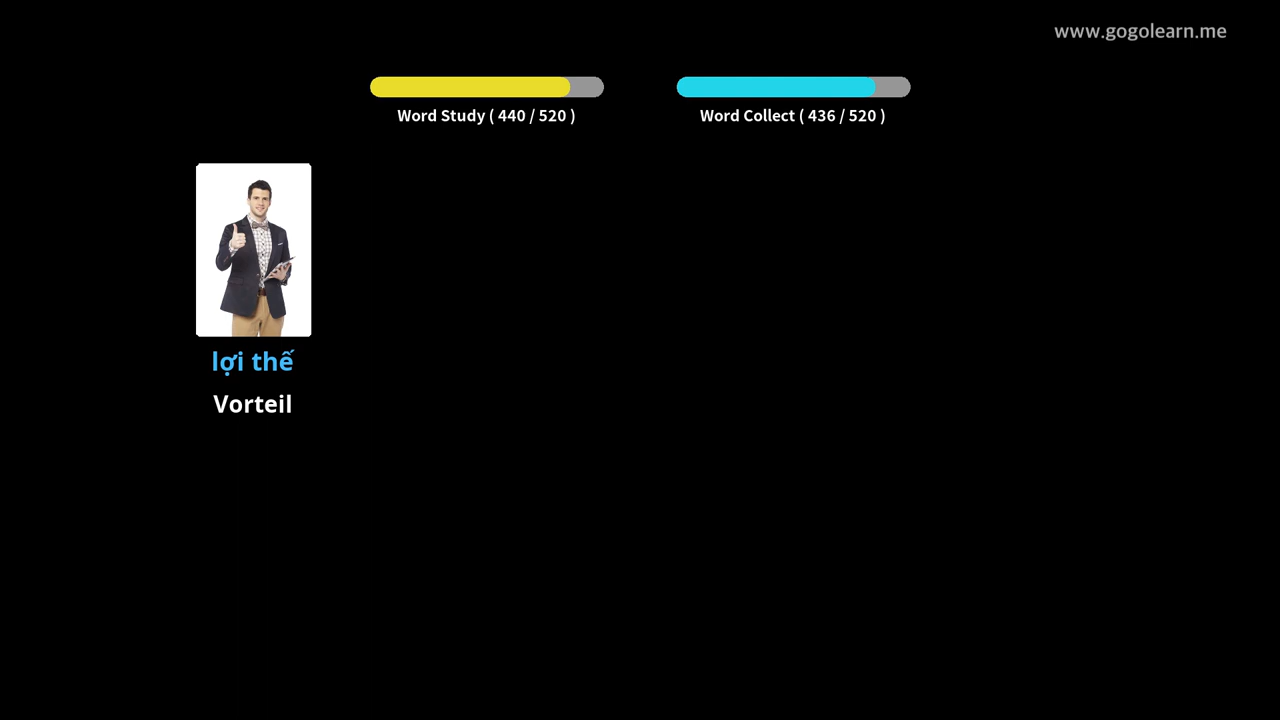 www.gogolearn.me
Word Study ( 440 / 520 )
Word Collect ( 436 / 520 )
lợi thế
Vorteil